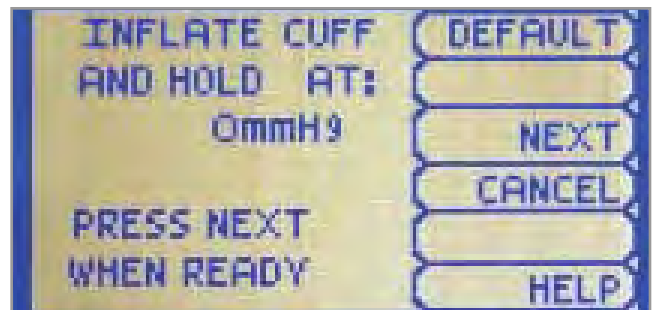 INFLATE CUFF
AND HOLD AT:
0mmHg
PRESS NEXT
WHEN READY
DEFAULT
NEXT
CANCEL
HELP